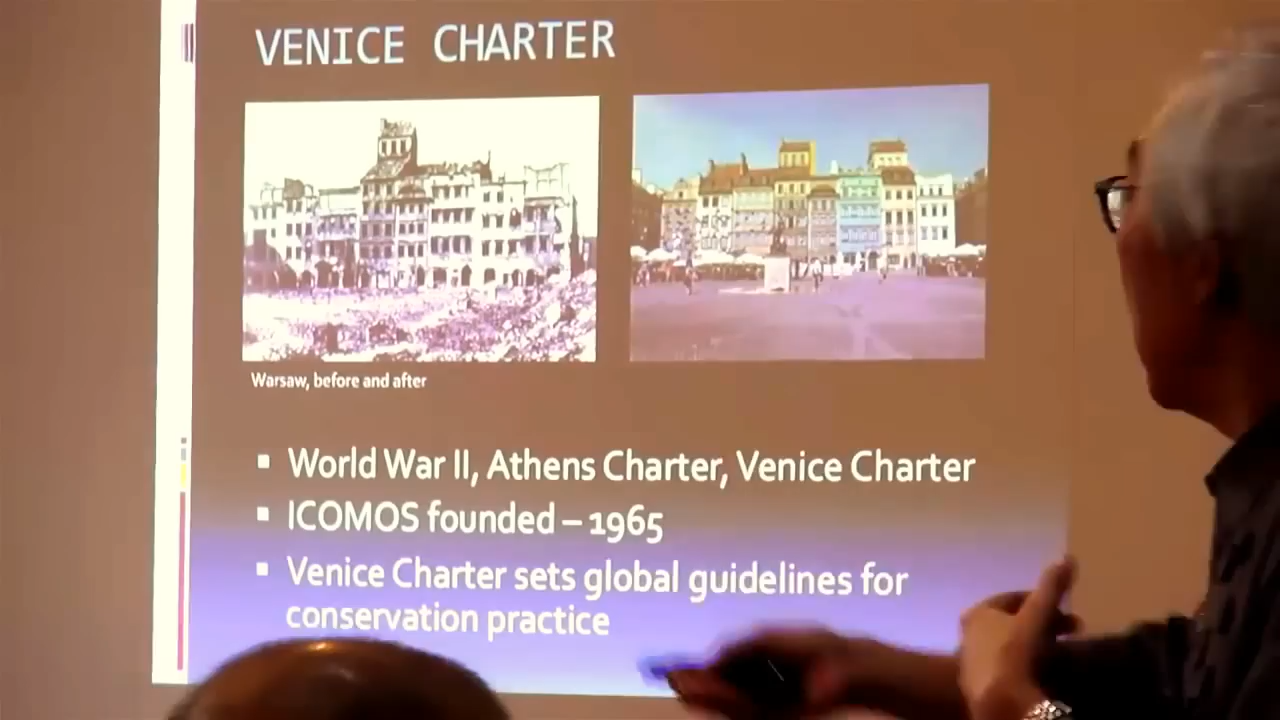 VENICE CHARTER
Warsaw, before and after
World War II, Athens Charter, Venice Charter
ICOMOS founded – 1965
Venice Charter sets global guidelines for
conservation practice